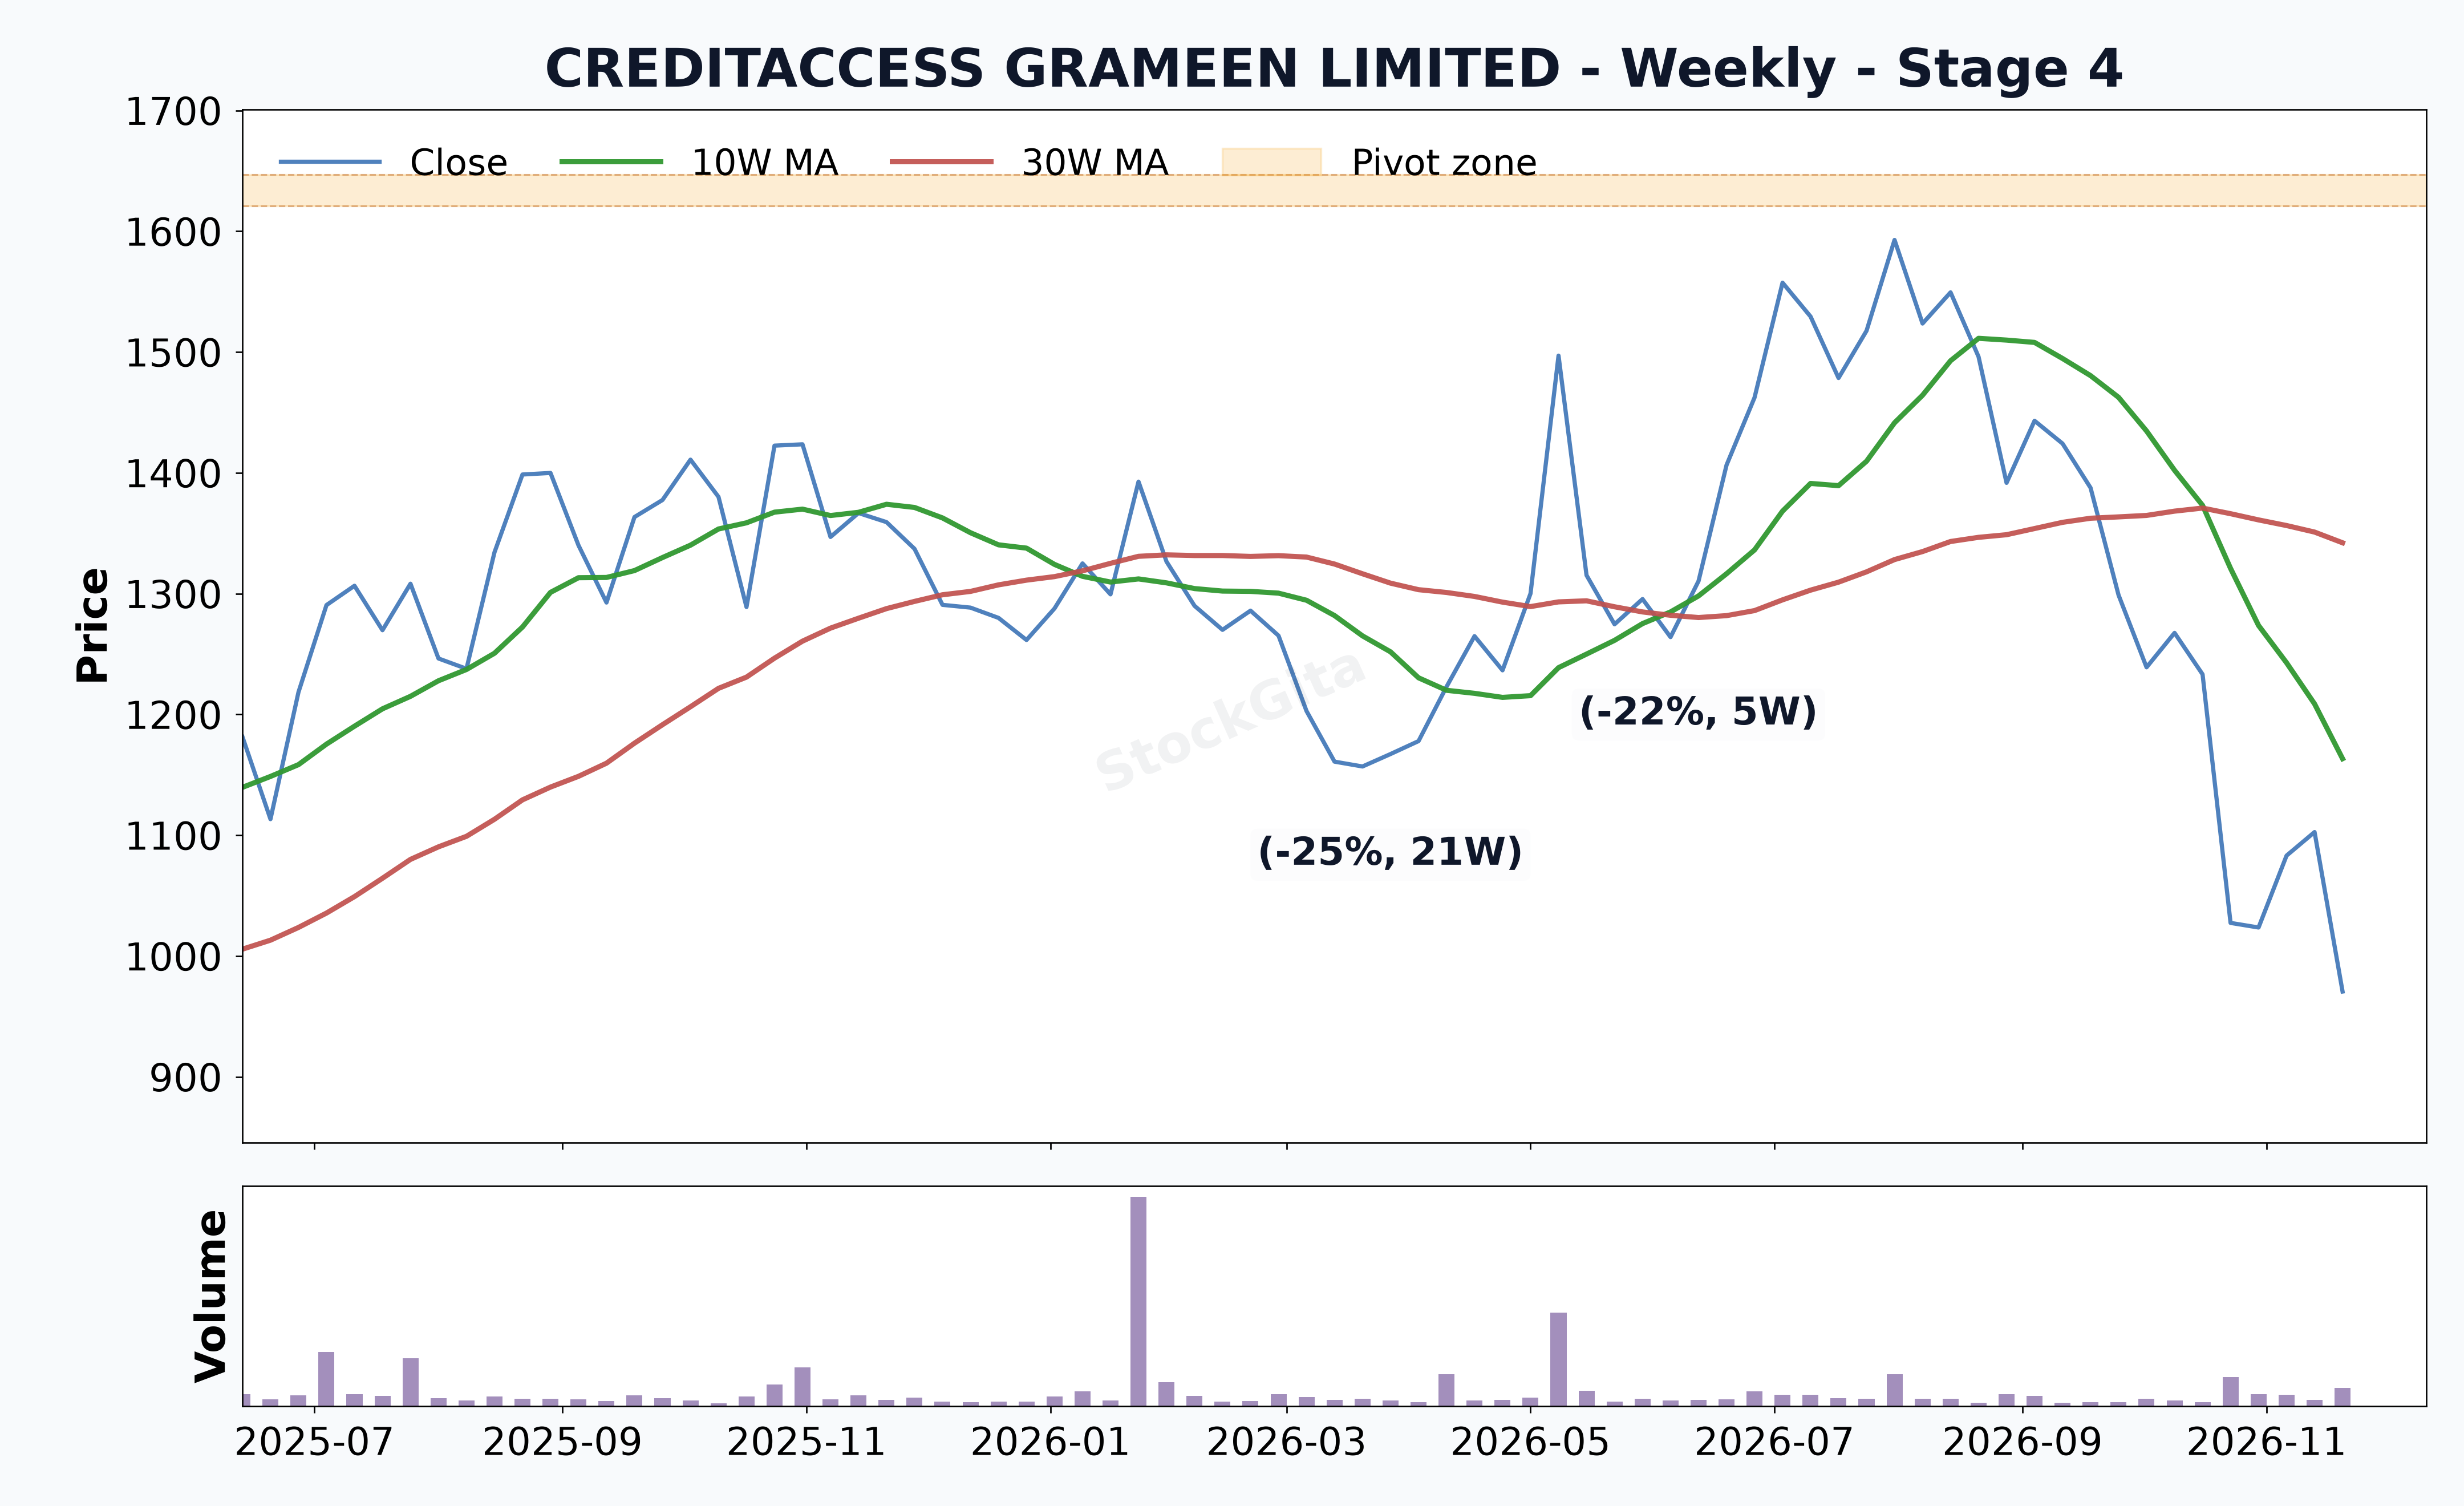 CREDITACCESS GRAMEEN LIMITED - Weekly - Stage 4
1700
Close 10W MA 30W MA Pivot zone
1600
1500
1400
1300
1200
1100
1000
900
Price
StockGita
(-22%, 5W)
(-25%, 21W)
Volume
2025-07 2025-09 2025-11 2026-01 2026-03 2026-05 2026-07 2026-09 2026-11